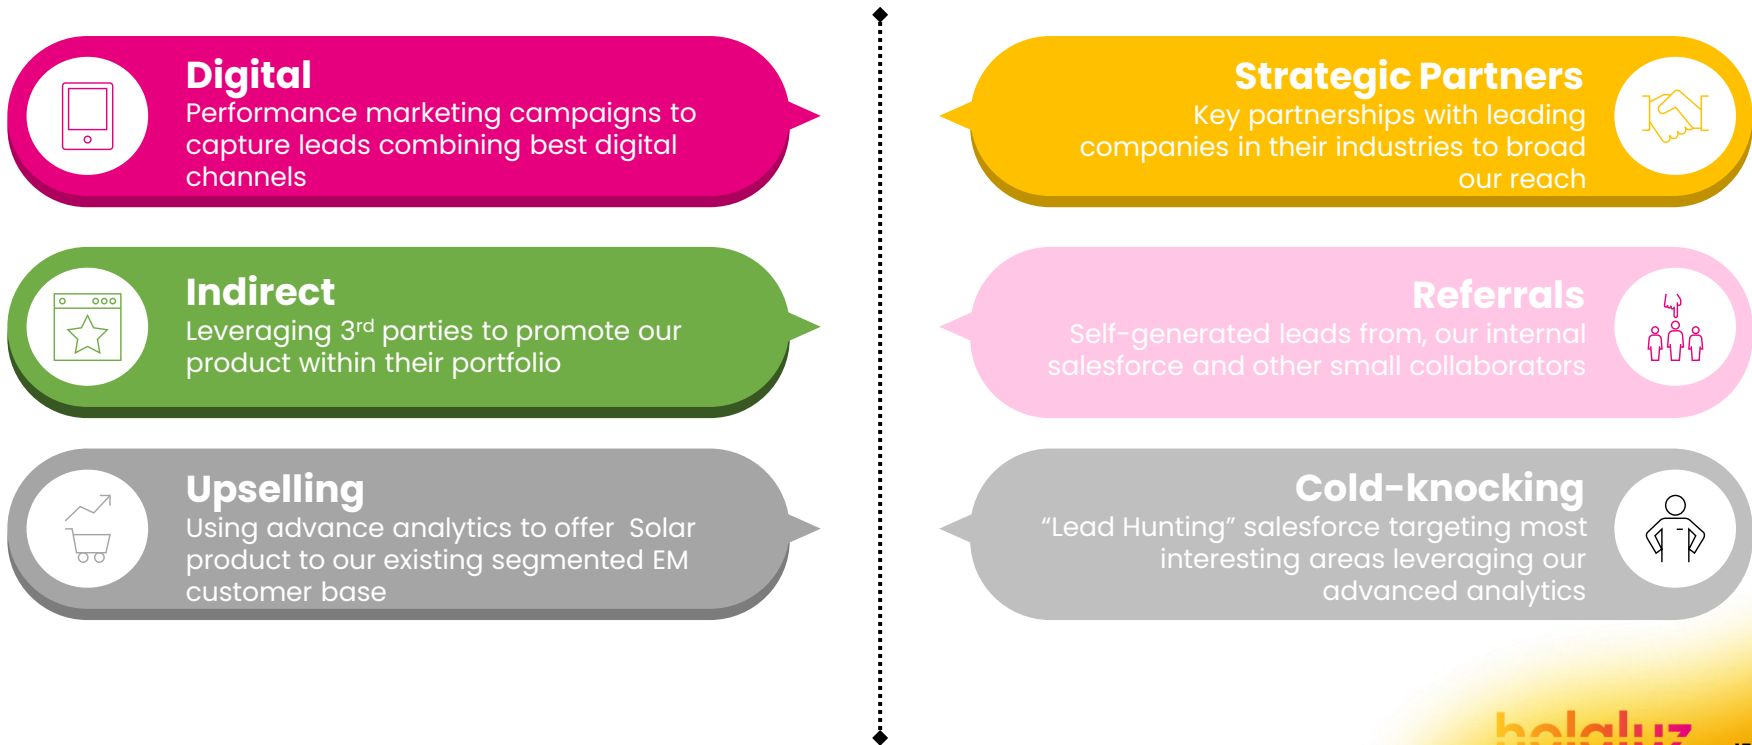 Digital
Performance marketing campaigns to
capture leads combining best digital
channels
Indirect
Leveraging 3rd parties to promote our
product within their portfolio
Upselling
Using advance analytics to offer  Solar
product to our existing segmented EM
customer base
Strategic Partners
Key partnerships with leading
companies in their industries to broad
our reach
Referrals
Self-generated leads from, our internal
salesforce and other small collaborators
Cold-knocking
“Lead Hunting” salesforce targeting most
interesting areas leveraging our
advanced analytics
holaluz